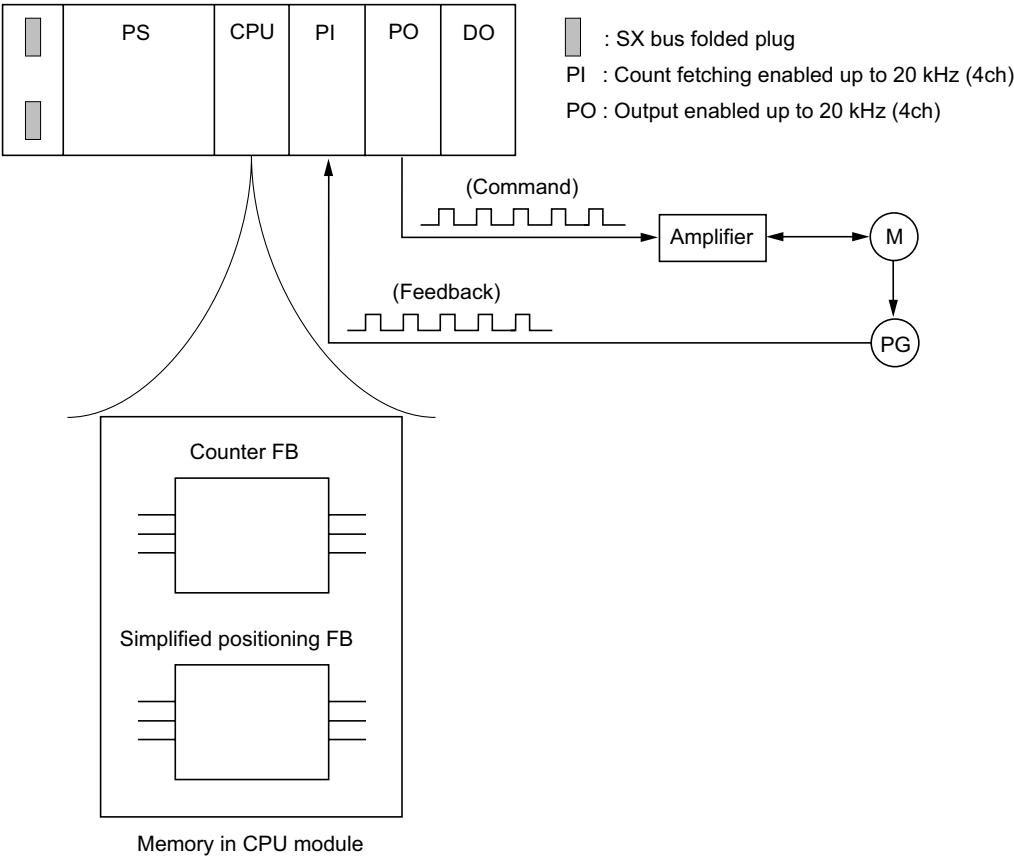 PS CPU PI PO DO
: SX bus folded plug
PI : Count fetching enabled up to 20 kHz (4ch)
PO : Output enabled up to 20 kHz (4ch)
(Command)
Amplifier
M
(Feedback)
PG
Counter FB
Simplified positioning FB
Memory in CPU module